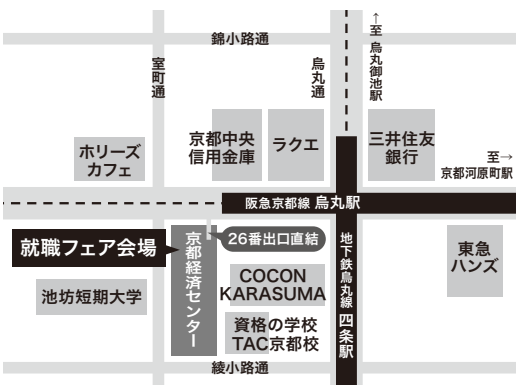 錦小路通
↑至 烏丸御池駅
室町通
烏丸通
ホリーズ
カフェ
京都中央
信用金庫
ラクエ
三井住友
銀行
至→
京都河原町駅
阪急京都線 烏丸駅
就職フェア会場
京都経済センター
26番出口直結
地下鉄烏丸線 四条駅
東急
ハンズ
池坊短期大学
COCON
KARASUMA
資格の学校
TAC京都校
綾小路通